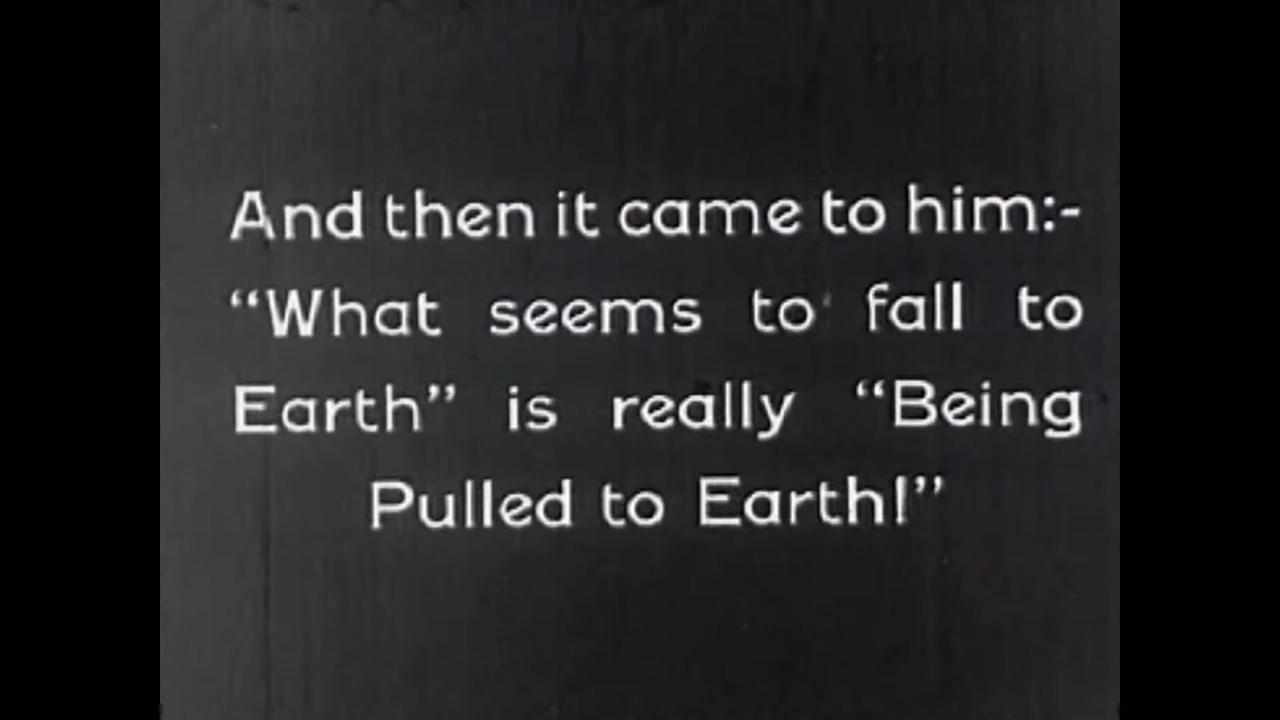 And then it came to him:-
“What seems to fall to
Earth” is really “Being
Pulled to Earth!”